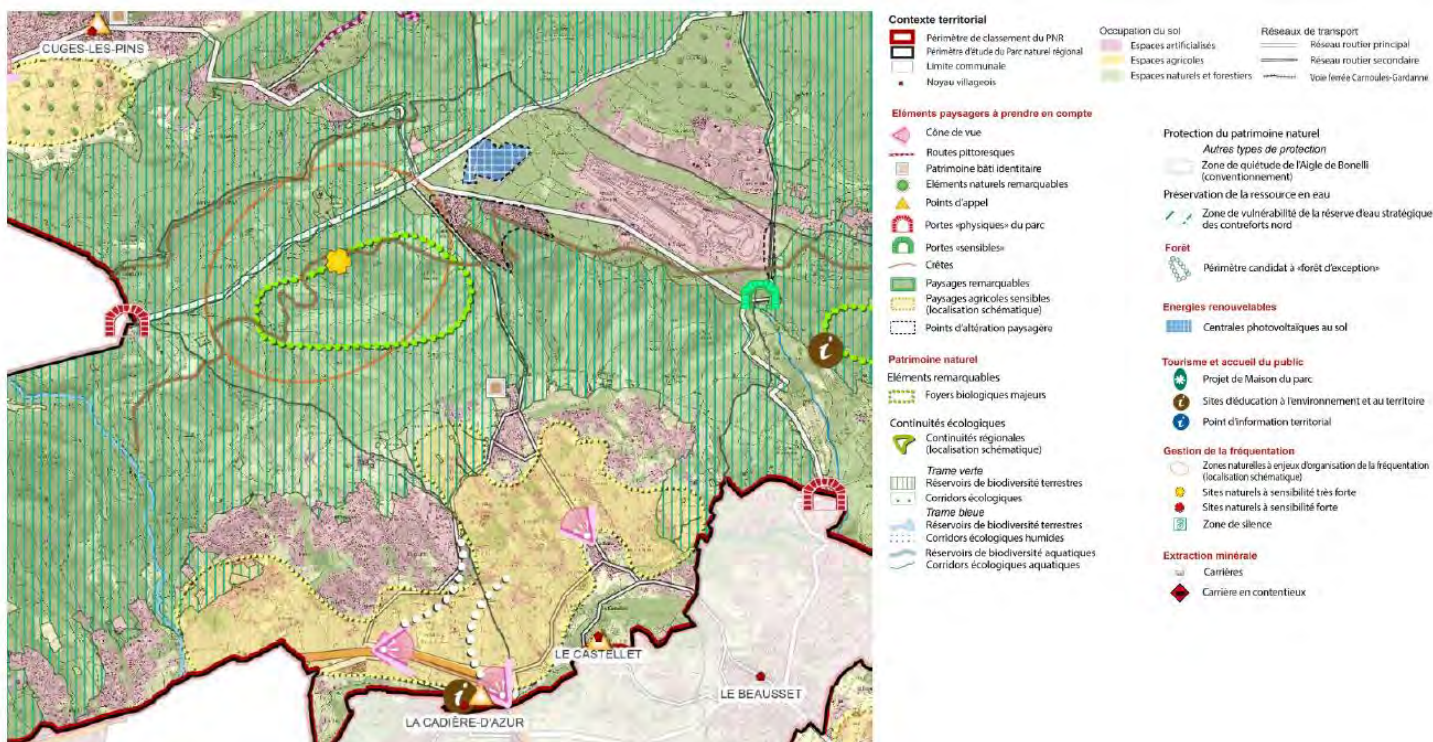 CUGES-LES-PINS
LE CASTELLET
LE BEAUSSET
LA CADIÈRE-D'AZUR
i
i
Contexte territorial
Périmètre de classement du PNR
Périmètre d'étude du Parc naturel régional
Limite communale
Noyau villageois
Occupation du sol
Espaces artificialisés
Espaces agricoles
Espaces naturels et forestiers
Réseaux de transport
Réseau routier principal
Réseau routier secondaire
Voie ferrée Carnoules-Gardanne
Eléments paysagers à prendre en compte
Cône de vue
Routes pittoresques
Patrimoine bâti identitaire
Eléments naturels remarquables
Points d'appel
Portes «physiques» du parc
Portes «sensibles»
Crêtes
Paysages remarquables
Paysages agricoles sensibles
(localisation schématique)
Points d'altération paysagère
Patrimoine naturel
Eléments remarquables
Foyers biologiques majeurs
Continuités écologiques
Continuités régionales
(localisation schématique)
Trame verte
Réservoirs de biodiversité terrestres
Corridors écologiques
Trame bleue
Réservoirs de biodiversité terrestres
Corridors écologiques humides
Réservoirs de biodiversité aquatiques
Corridors écologiques aquatiques
Protection du patrimoine naturel
Autres types de protection
Zone de quiétude de l'Aigle de Bonelli
(conventionnement)
Préservation de la ressource en eau
Zone de vulnérabilité de la réserve d'eau stratégique
des contreforts nord
Forêt
Périmètre candidat à «forêt d'exception»
Energies renouvelables
Centrales photovoltaïques au sol
Tourisme et accueil du public
Projet de Maison du parc
i Sites d'éducation à l'environnement et au territoire
i Point d'information territorial
Gestion de la fréquentation
Zones naturelles à enjeux d'organisation de la fréquentation
(localisation schématique)
Sites naturels à sensibilité très forte
Sites naturels à sensibilité forte
Zone de silence
Extraction minérale
Carrières
Carrière en contentieux